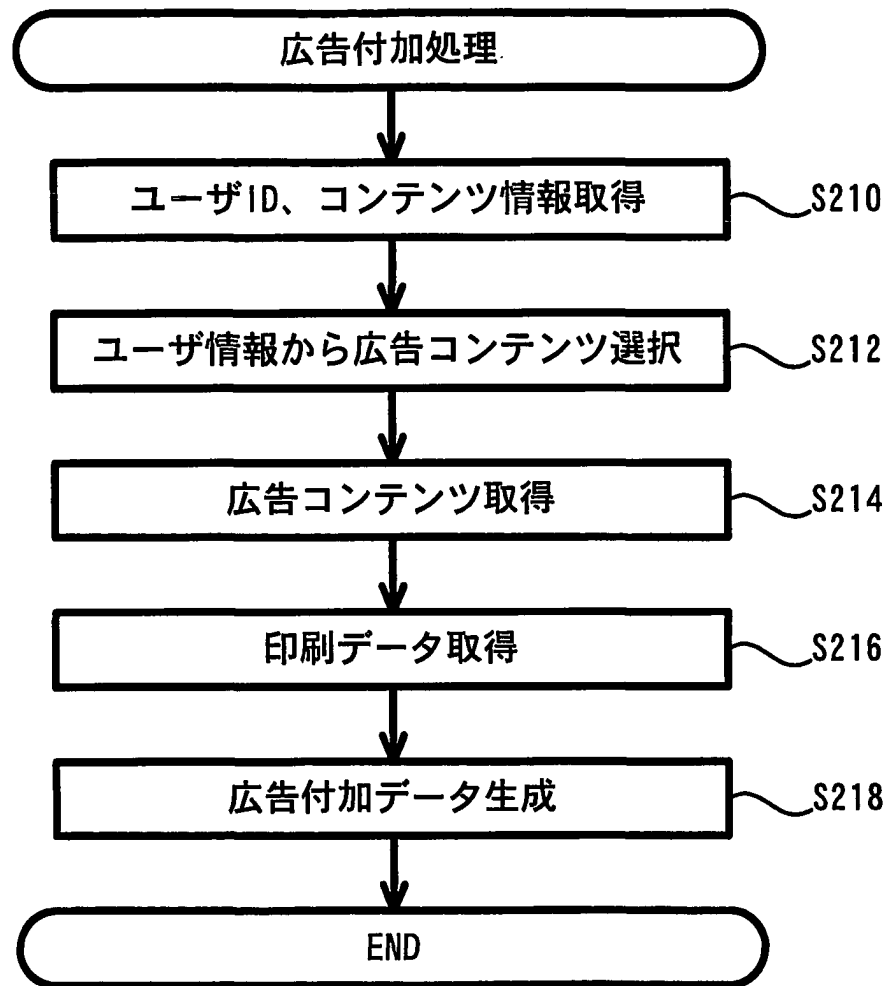 広告付加処理
ユーザID、コンテンツ情報取得
S210
ユーザ情報から広告コンテンツ選択
S212
広告コンテンツ取得
S214
印刷データ取得
S216
広告付加データ生成
S218
END